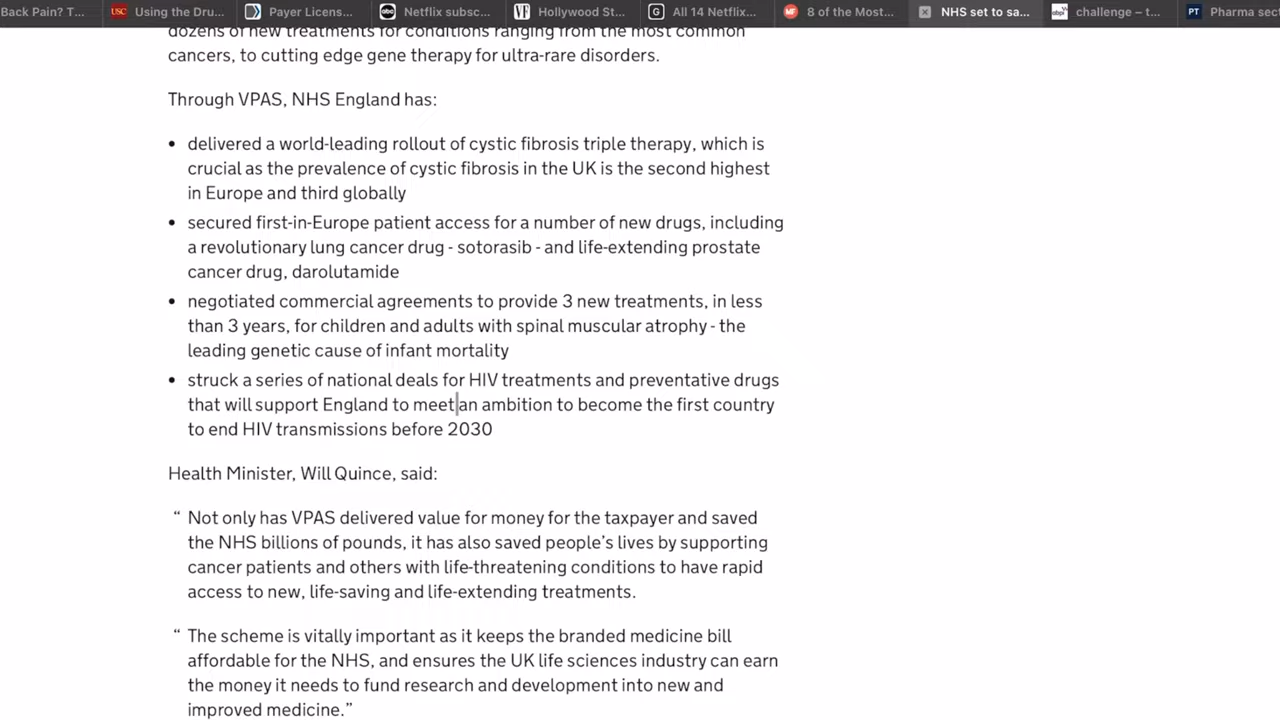 Back Pain? T...
Using the Dru...
Payer Licens...
abc
Netflix subsc...
VF
Hollywood St...
G
All 14 Netflix...
MF
8 of the Most...
NHS set to sa...
abpi
challenge – t...
PT
Pharma sect
dozens of new treatments for conditions ranging from the most common
cancers, to cutting edge gene therapy for ultra-rare disorders.
Through VPAS, NHS England has:
• delivered a world-leading rollout of cystic fibrosis triple therapy, which is
crucial as the prevalence of cystic fibrosis in the UK is the second highest
in Europe and third globally
• secured first-in-Europe patient access for a number of new drugs, including
a revolutionary lung cancer drug - sotorasib - and life-extending prostate
cancer drug, darolutamide
• negotiated commercial agreements to provide 3 new treatments, in less
than 3 years, for children and adults with spinal muscular atrophy - the
leading genetic cause of infant mortality
• struck a series of national deals for HIV treatments and preventative drugs
that will support England to meet an ambition to become the first country
to end HIV transmissions before 2030
Health Minister, Will Quince, said:
“ Not only has VPAS delivered value for money for the taxpayer and saved
the NHS billions of pounds, it has also saved people’s lives by supporting
cancer patients and others with life-threatening conditions to have rapid
access to new, life-saving and life-extending treatments.
“ The scheme is vitally important as it keeps the branded medicine bill
affordable for the NHS, and ensures the UK life sciences industry can earn
the money it needs to fund research and development into new and
improved medicine.”